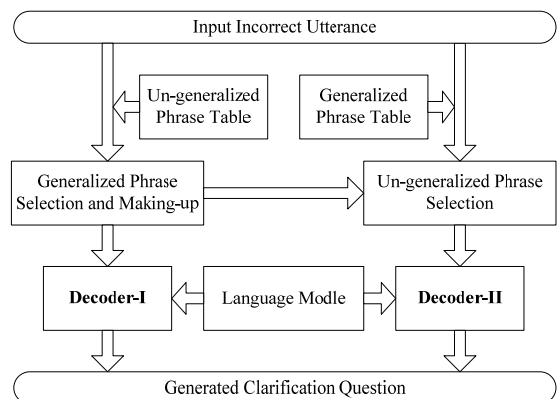 Input Incorrect Utterance
Un-generalized
Phrase Table
Generalized
Phrase Table
Generalized Phrase
Selection and Making-up
Un-generalized Phrase
Selection
Decoder-I
Language Modle
Decoder-II
Generated Clarification Question